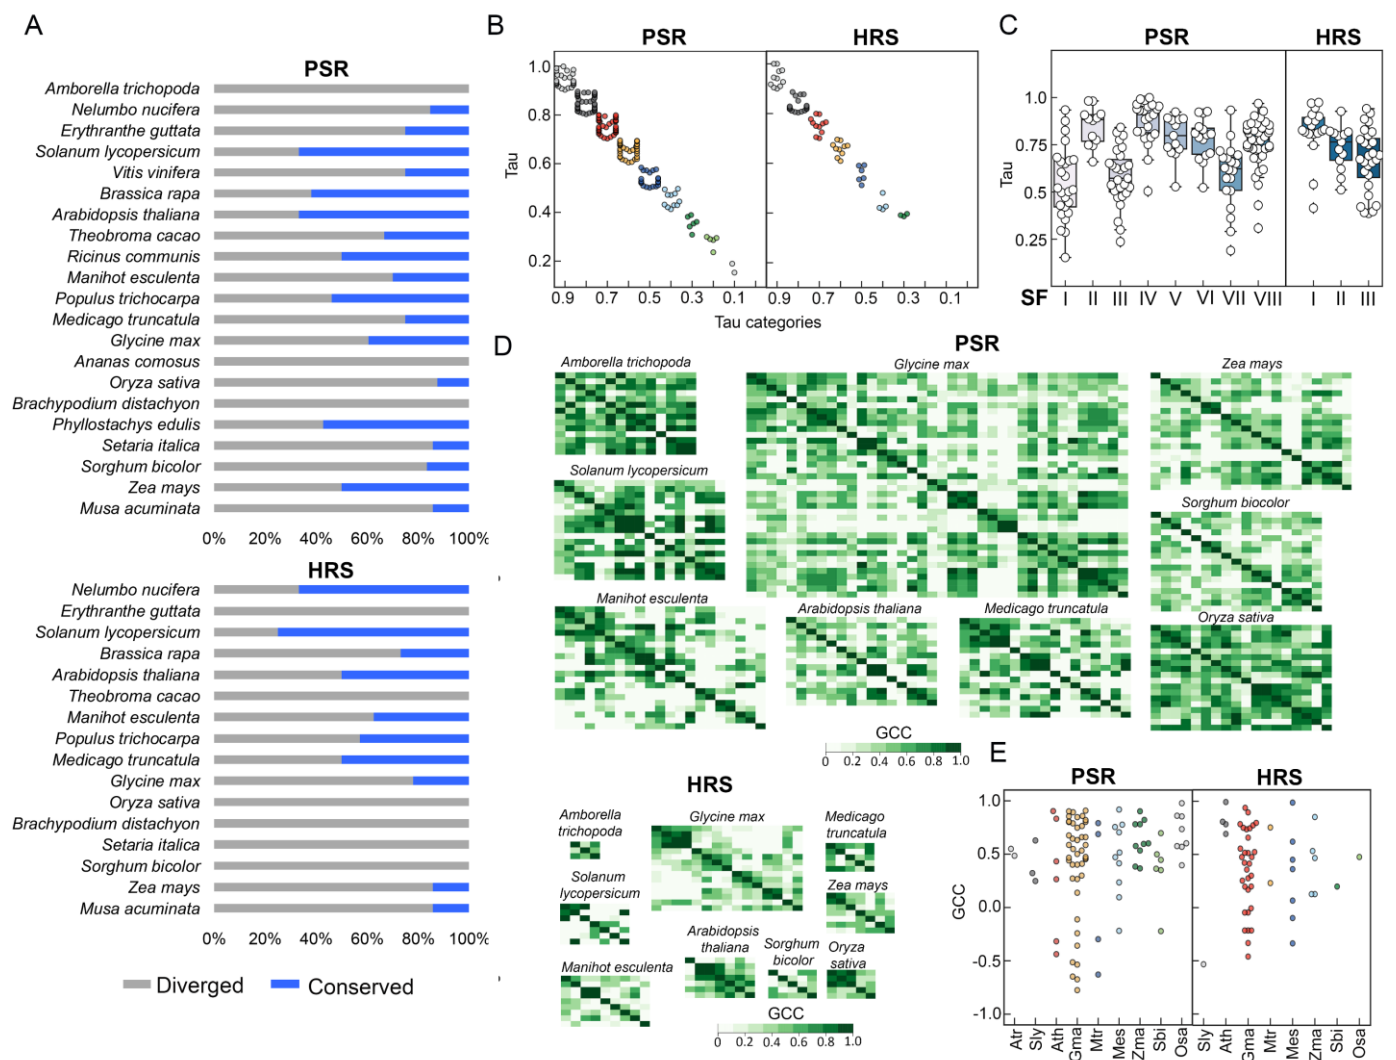 A
PSR
Amborella trichopoda
Nelumbo nucifera
Erythranthe guttata
Solanum lycopersicum
Vitis vinifera
Brassica rapa
Arabidopsis thaliana
Theobroma cacao
Ricinus communis
Manihot esculenta
Populus trichocarpa
Medicago truncatula
Glycine max
Ananas comosus
Oryza sativa
Brachypodium distachyon
Phyllostachys edulis
Setaria italica
Sorghum bicolor
Zea mays
Musa acuminata
0% 20% 40% 60% 80% 100%
HRS
Nelumbo nucifera
Erythranthe guttata
Solanum lycopersicum
Brassica rapa
Arabidopsis thaliana
Theobroma cacao
Manihot esculenta
Populus trichocarpa
Medicago truncatula
Glycine max
Oryza sativa
Brachypodium distachyon
Setaria italica
Sorghum bicolor
Zea mays
Musa acuminata
0% 20% 40% 60% 80% 100%
Diverged Conserved
B
PSR HRS
Tau
1.0
0.8
0.6
0.4
0.2
0.9 0.7 0.5 0.3 0.1 0.9 0.7 0.5 0.3 0.1
Tau categories
C
PSR HRS
Tau
1.0
0.75
0.5
0.25
SF I II III IV V VI VII VIII I II III
D
PSR
Amborella trichopoda
Glycine max
Zea mays
Solanum lycopersicum
Sorghum biocolor
Manihot esculenta
Arabidopsis thaliana
Medicago truncatula
Oryza sativa
GCC
0 0.2 0.4 0.6 0.8 1.0
HRS
Amborella
trichopoda
Glycine max
Medicago
truncatula
Solanum
lycopersicum
Zea mays
Arabidopsis
thaliana
Sorghum
bicolor
Oryza
sativa
Manihot esculenta
GCC
0 0.2 0.4 0.6 0.8 1.0
E
PSR HRS
GCC
1.0
0.5
0.0
-0.5
-1.0
Atr Sly Ath Gma Mtr Mes Zma Sbi Osa Sly Ath Gma Mtr Mes Zma Sbi Osa